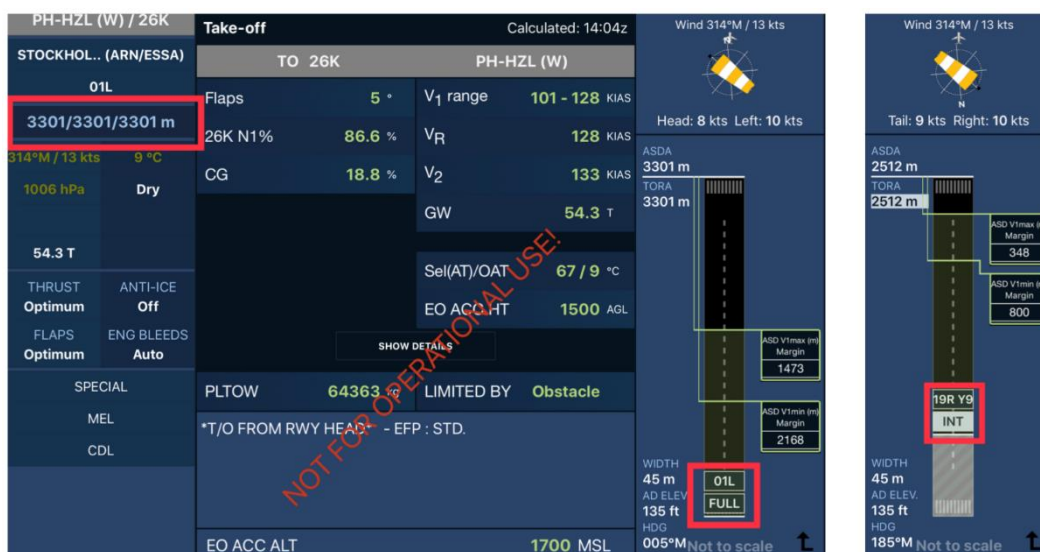 PH-HZL (W) / 26K
STOCKHOL.. (ARN/ESSA)
01L
3301/3301/3301 m
314°M / 13 kts 9 °C
1006 hPa Dry
54.3 T
THRUST ANTI-ICE
Optimum Off
FLAPS ENG BLEEDS
Optimum Auto
SPECIAL
MEL
CDL
Take-off Calculated: 14:04z
TO 26K PH-HZL (W)
Flaps 5 ° V1 range 101 - 128 KIAS
26K N1% 86.6 % VR 128 KIAS
CG 18.8 % V2 133 KIAS
GW 54.3 T
Sel(AT)/OAT 67 / 9 °C
EO ACC HT 1500 AGL
SHOW DETAILS
PLTOW 64363 kg LIMITED BY Obstacle
*T/O FROM RWY HEAD* - EFP : STD.
EO ACC ALT 1700 MSL
NOT FOR OPERATIONAL USE!
Wind 314°M / 13 kts
N
Head: 8 kts Left: 10 kts
ASDA
3301 m
TORA
3301 m
ASD V1max (m)
Margin
1473
ASD V1min (m)
Margin
2168
WIDTH
45 m
AD ELEV.
135 ft
HDG
005°M
01L
FULL
Not to scale
Wind 314°M / 13 kts
N
Tail: 9 kts Right: 10 kts
ASDA
2512 m
TORA
2512 m
ASD V1max (
Margin
348
ASD V1min (
Margin
800
19R Y9
INT
WIDTH
45 m
AD ELEV.
135 ft
HDG
185°M
Not to scale